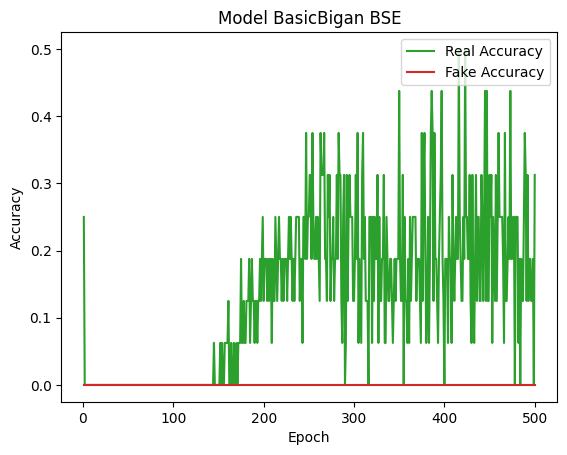 Model BasicBigan BSE
Real Accuracy
Fake Accuracy
Accuracy
0.5
0.4
0.3
0.2
0.1
0.0
0 100 200 300 400 500
Epoch